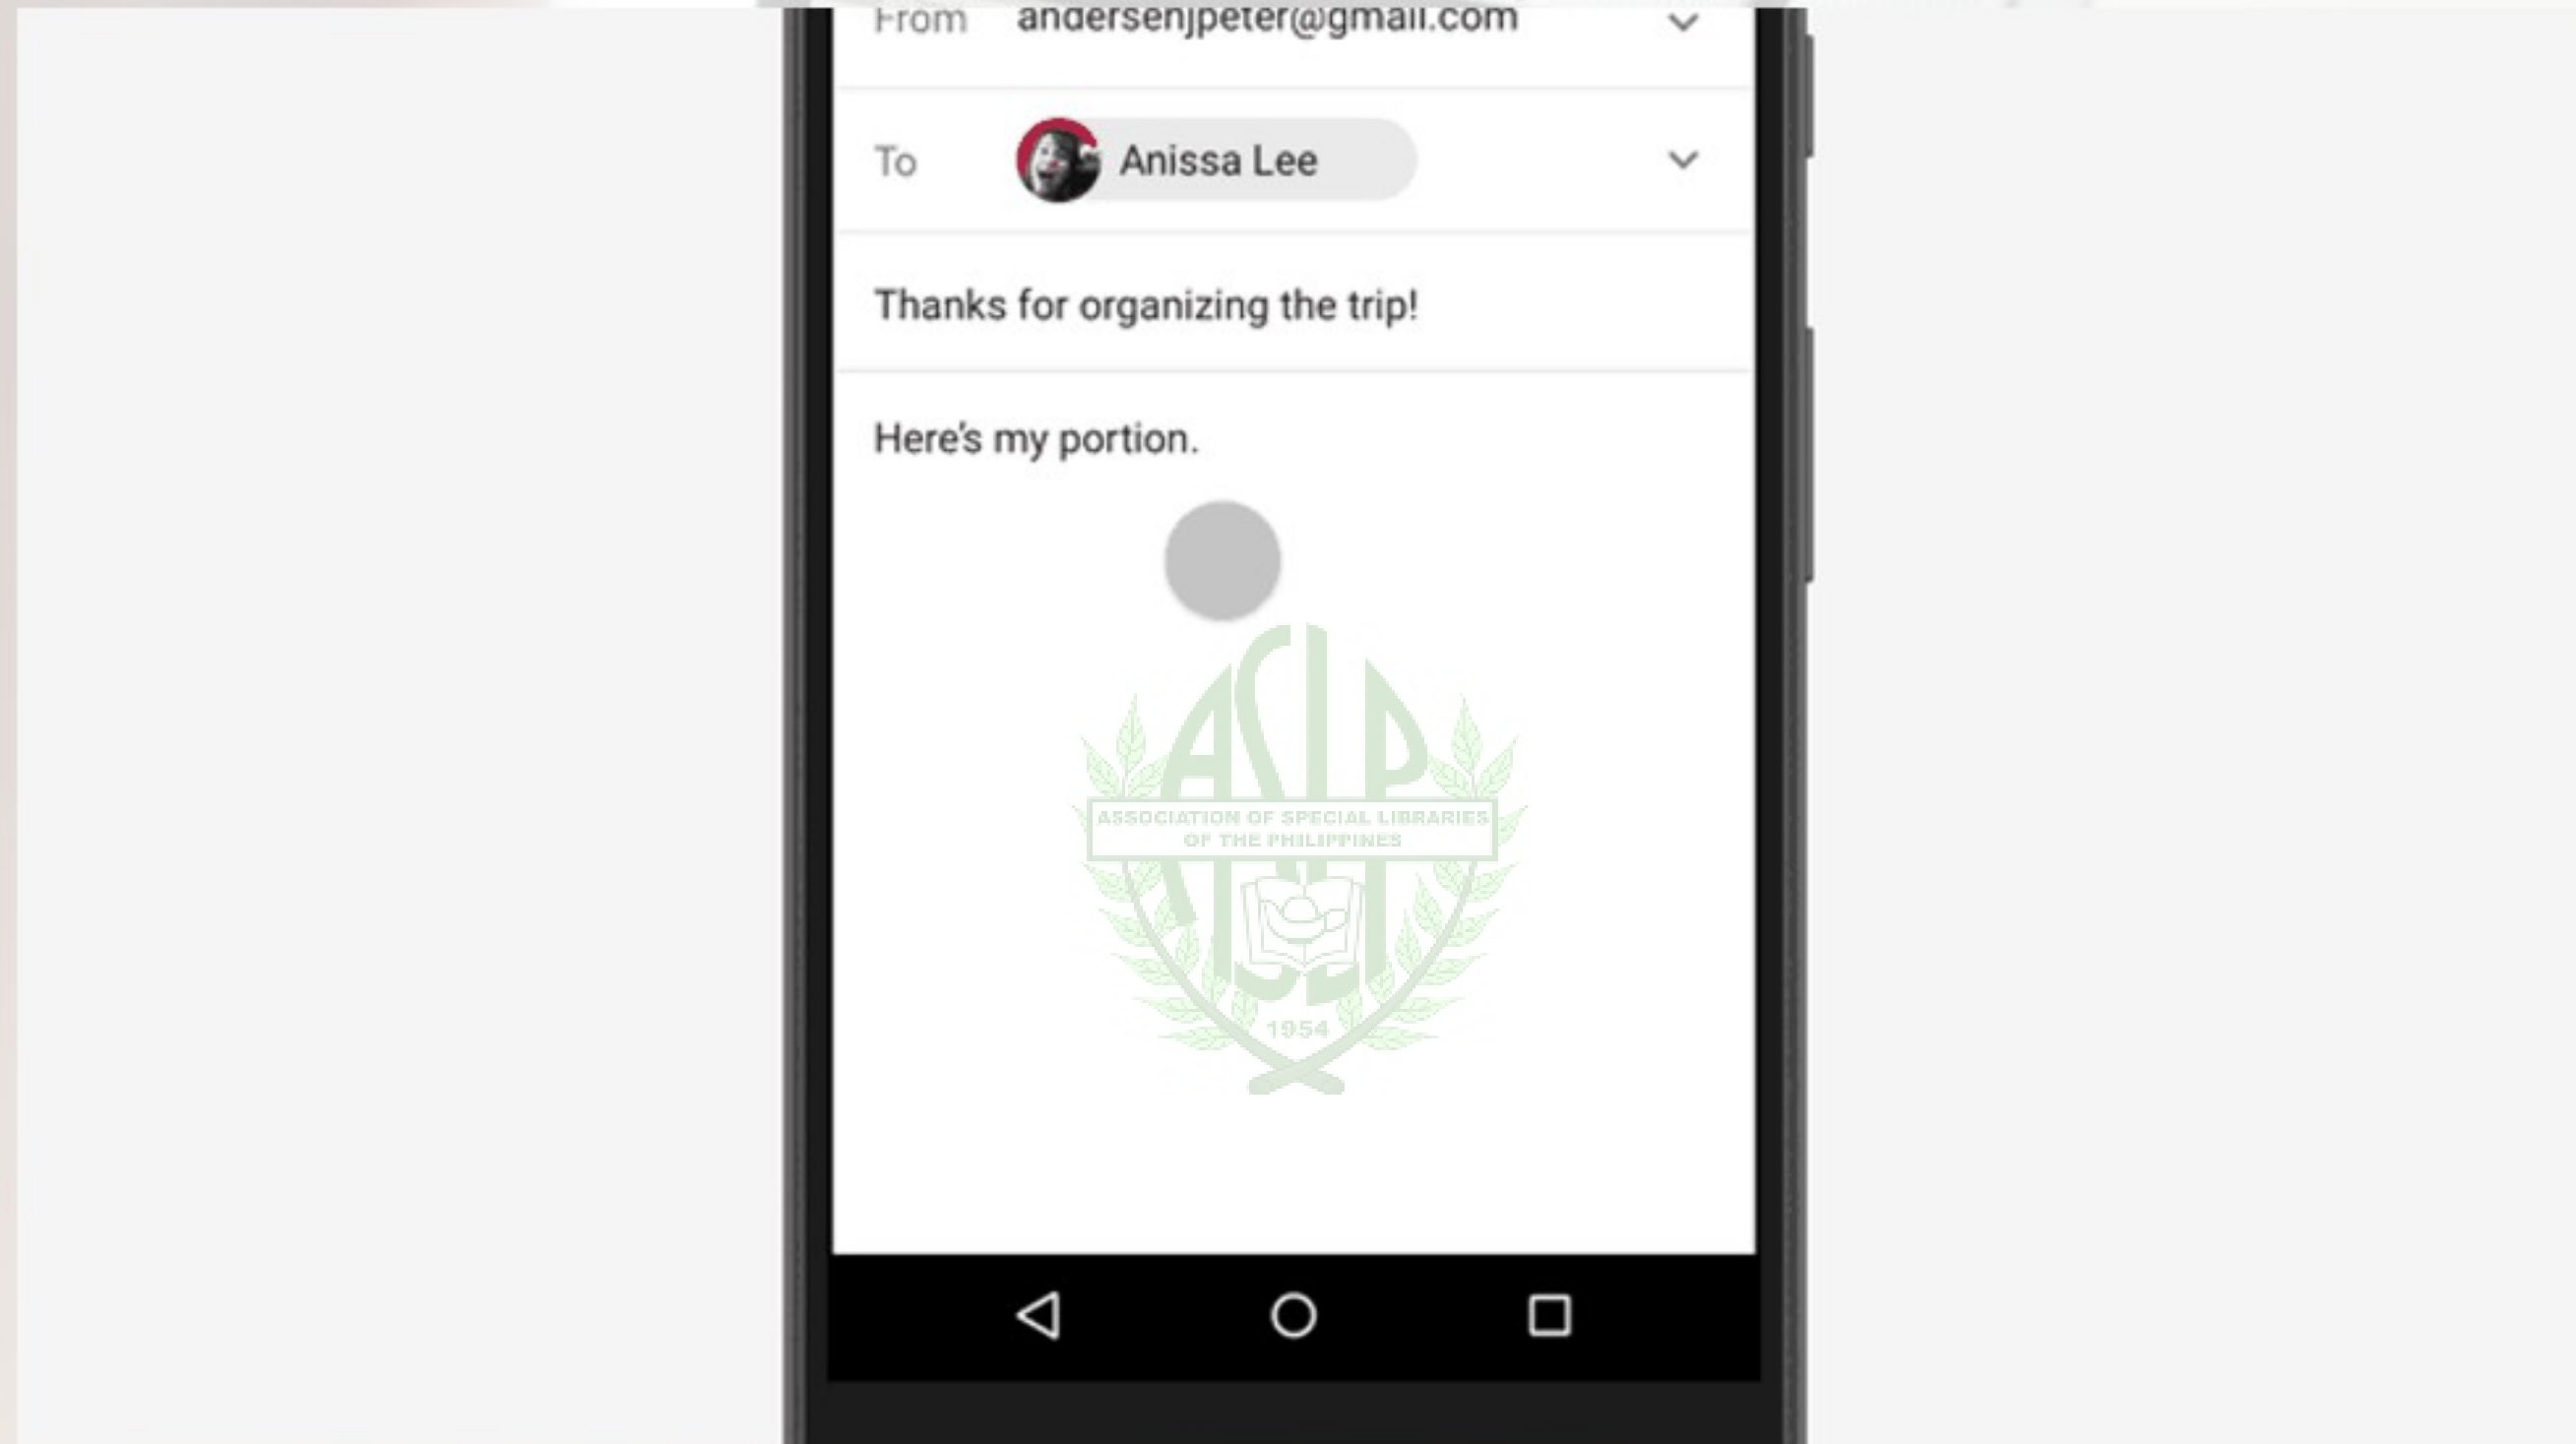 From andersenjpeter@gmail.com
To Anissa Lee
Thanks for organizing the trip!
Here's my portion.
ASLP
ASSOCIATION OF SPECIAL LIBRARIES
OF THE PHILIPPINES
1954